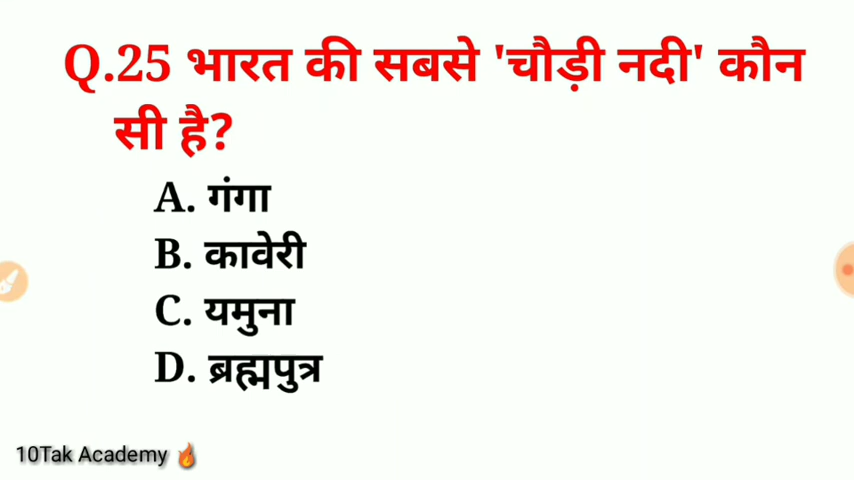 Q.25 भारत की सबसे 'चौड़ी नदी' कौन
सी है?
A. गंगा
B. कावेरी
C. यमुना
D. ब्रह्मपुत्र
10Tak Academy 🔥